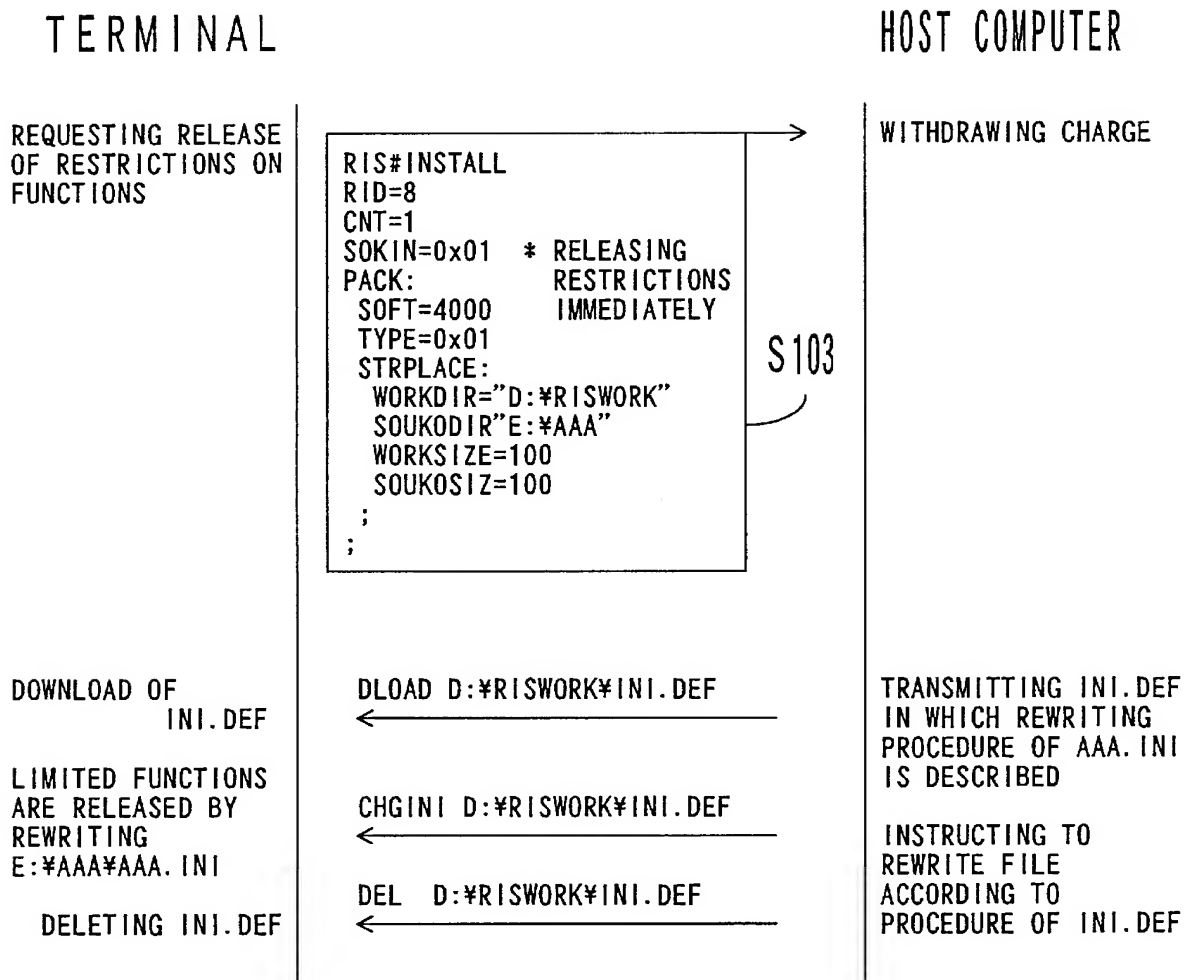 TERMINAL
HOST COMPUTER
REQUESTING RELEASE
OF RESTRICTIONS ON
FUNCTIONS
RIS#INSTALL
RID=8
CNT=1
SOKIN=0x01 * RELEASING
PACK: RESTRICTIONS
SOFT=4000 IMMEDIATELY
TYPE=0x01
STRPLACE:
WORKDIR="D:¥RISWORK"
SOUKODIR"E:¥AAA"
WORKSIZE=100
SOUKOSIZ=100
;
;
S103
WITHDRAWING CHARGE
DOWNLOAD OF
INI.DEF
DLOAD D:¥RISWORK¥INI.DEF
TRANSMITTING INI.DEF
IN WHICH REWRITING
PROCEDURE OF AAA.INI
IS DESCRIBED
LIMITED FUNCTIONS
ARE RELEASED BY
REWRITING
E:¥AAA¥AAA.INI
CHGINI D:¥RISWORK¥INI.DEF
INSTRUCTING TO
REWRITE FILE
ACCORDING TO
PROCEDURE OF INI.DEF
DEL D:¥RISWORK¥INI.DEF
DELETING INI.DEF